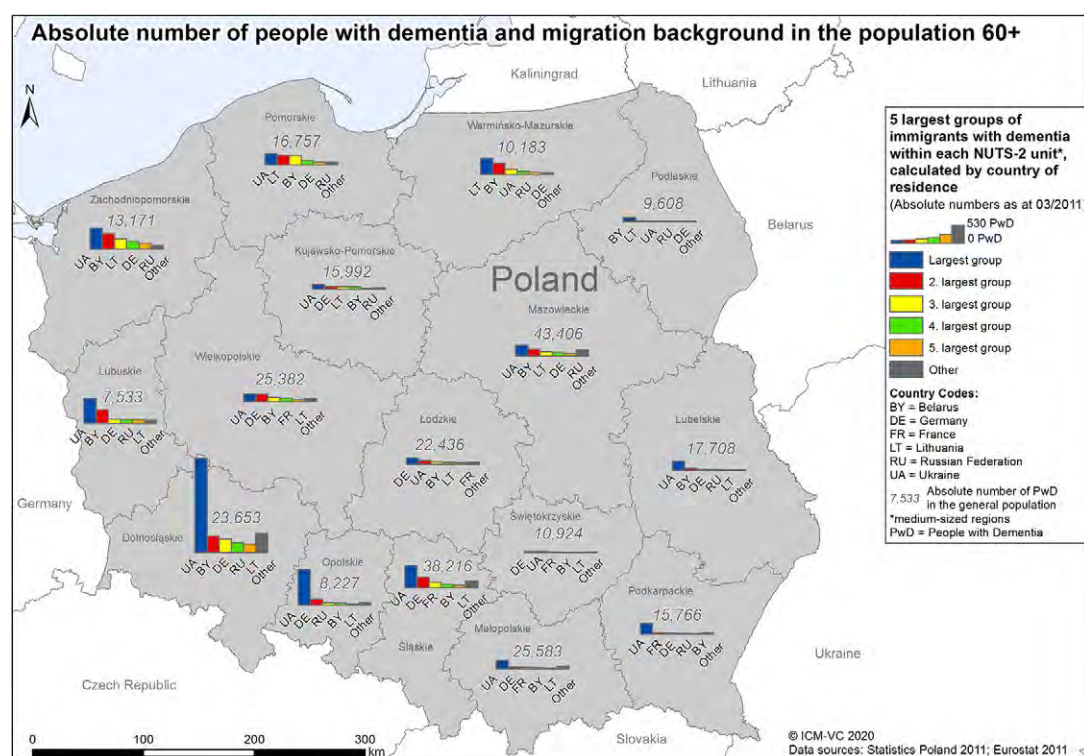 Absolute number of people with dementia and migration background in the population 60+
Kaliningrad
Lithuania
N
Pomorskie
16,757
UA LT BY DE RU Other
Warmińsko-Mazurskie
10,183
LT BY UA RU DE Other
Podlaskie
9,608
BY LT UA RU DE Other
Belarus
Zachodniopomorskie
13,171
UA BY LT DE RU Other
Kujawsko-Pomorskie
15,992
UA DE LT BY RU Other
Poland
Mazowieckie
43,406
UA BY LT DE RU Other
Wielkopolskie
25,382
UA DE BY FR LT Other
Lubuskie
7,533
UA BY DE RU LT Other
Łodzkie
22,436
DE UA BY LT FR Other
Lubelskie
17,708
UA BY DE RU LT Other
Germany
Dolnośląskie
23,653
UA BY DE RU LT Other
Opolskie
8,227
UA DE RU BY LT Other
38,216
UA DE FR BY LT Other
Śląskie
Świętokrzyskie
10,924
DE UA FR BY LT Other
Małopolskie
25,583
UA DE FR BY LT Other
Podkarpackie
15,766
UA FR DE RU BY Other
Ukraine
Czech Republic
Slovakia
0 100 200 300
km
5 largest groups of
immigrants with dementia
within each NUTS-2 unit*,
calculated by country of
residence
(Absolute numbers as at 03/2011)
530 PwD
0 PwD
Largest group
2. largest group
3. largest group
4. largest group
5. largest group
Other
Country Codes:
BY = Belarus
DE = Germany
FR = France
LT = Lithuania
RU = Russian Federation
UA = Ukraine
7,533 Absolute number of PwD
in the general population
*medium-sized regions
PwD = People with Dementia
© ICM-VC 2020
Data sources: Statistics Poland 2011; Eurostat 2011